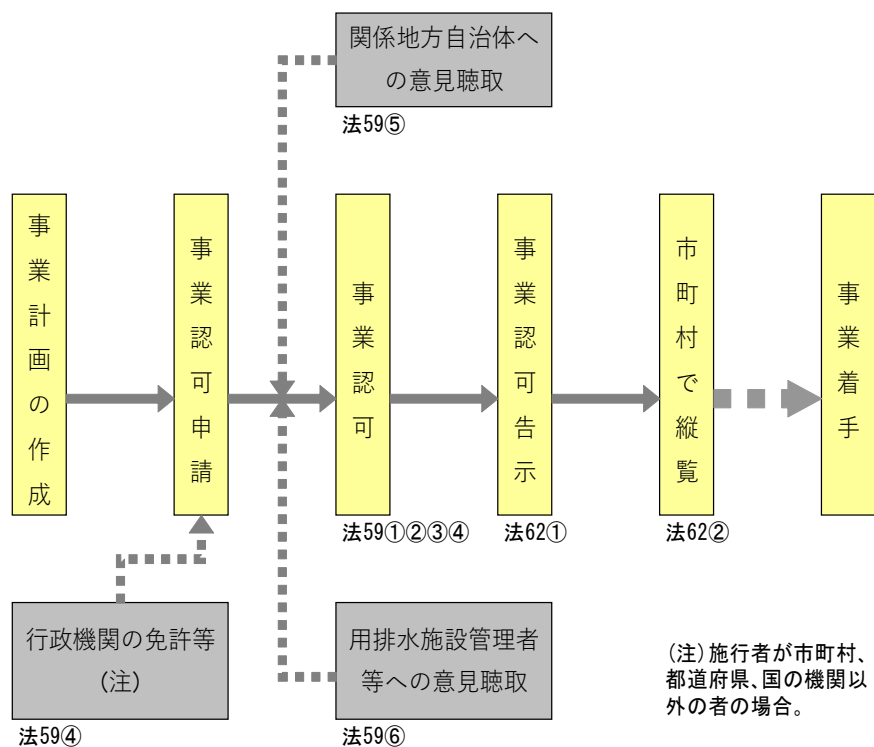 関係地方自治体へ
の意見聴取
法59⑤
事業計画の作成
事業認可申請
事業認可
事業認可告示
市町村で縦覧
事業着手
法59①②③④
法62①
法62②
行政機関の免許等
(注)
法59④
用排水施設管理者
等への意見聴取
法59⑥
(注)施行者が市町村、
都道府県、国の機関以
外の者の場合。